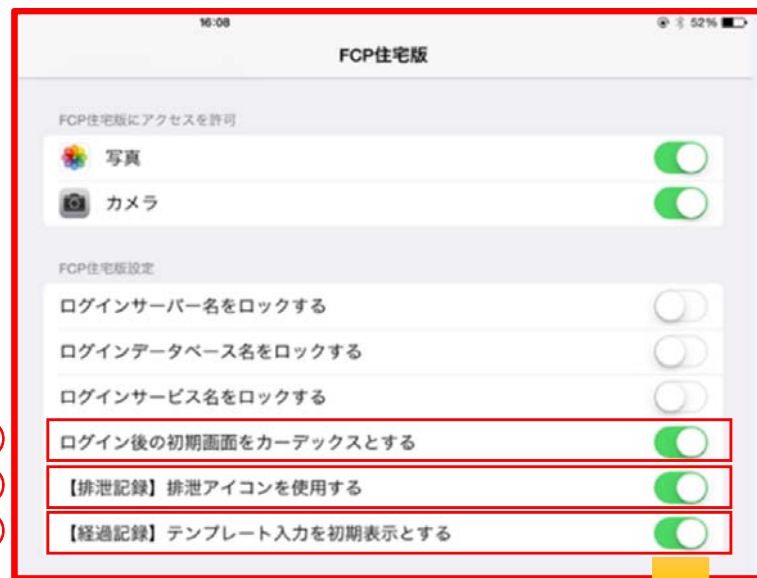 16:08
52%
FCP住宅版
FCP住宅版にアクセスを許可
写真
カメラ
FCP住宅版設定
ログインサーバー名をロックする
ログインデータベース名をロックする
ログインサービス名をロックする
ログイン後の初期画面をカーデックスとする
【排泄記録】排泄アイコンを使用する
【経過記録】テンプレート入力を初期表示とする